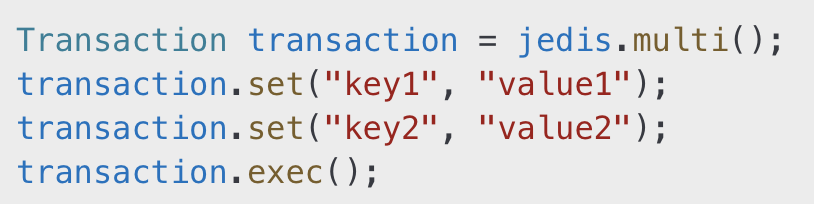 Transaction transaction = jedis.multi();
transaction.set("key1", "value1");
transaction.set("key2", "value2");
transaction.exec();